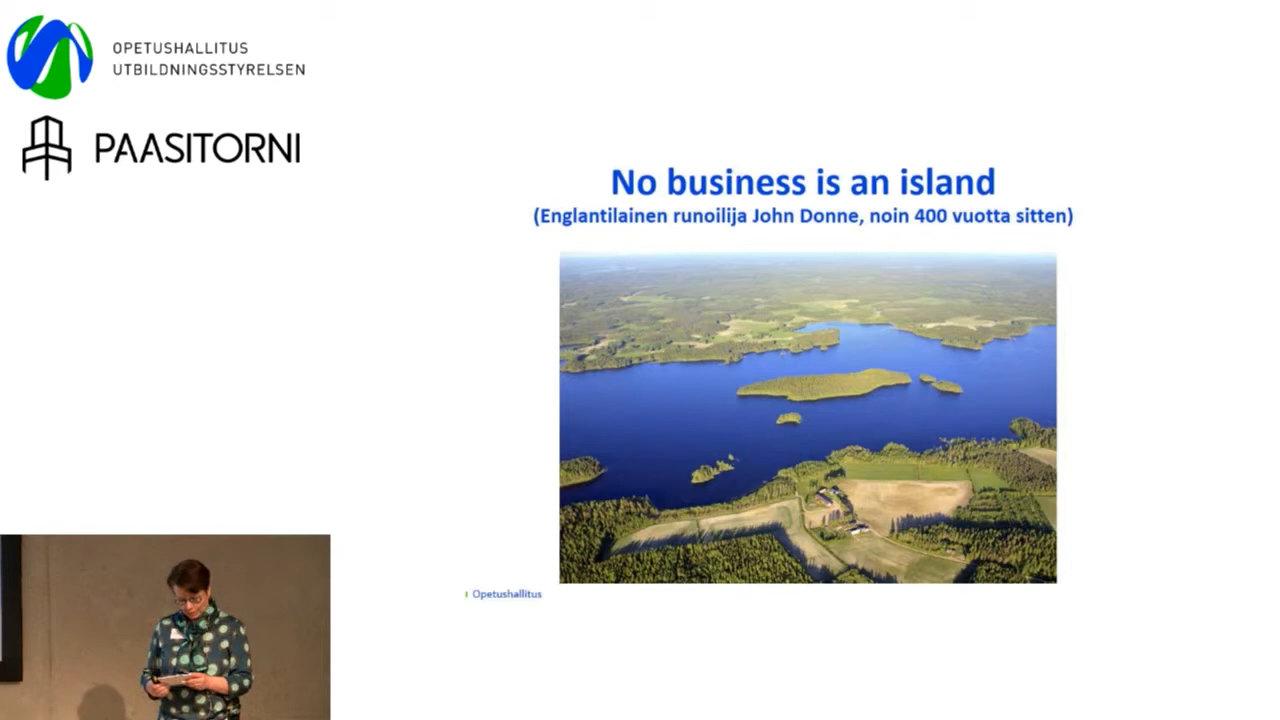 OPETUSHALLITUS
UTBILDNINGSSTYRELSEN
PAASITORNI
No business is an island
(Englantilainen runoilija John Donne, noin 400 vuotta sitten)
Opetushallitus